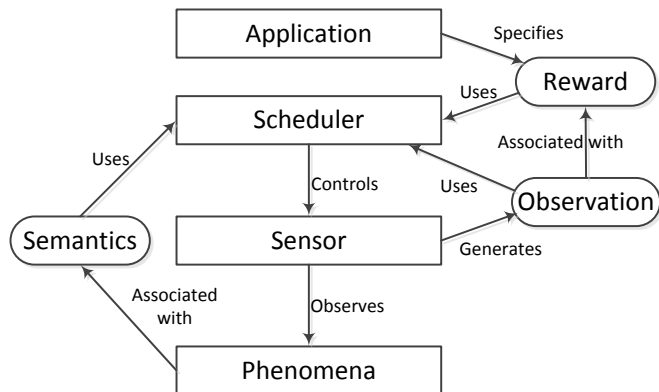 Application
Specifies
Reward
Uses
Scheduler
Associated with
Uses
Controls
Uses
Observation
Semantics
Sensor
Generates
Associated
with
Observes
Phenomena